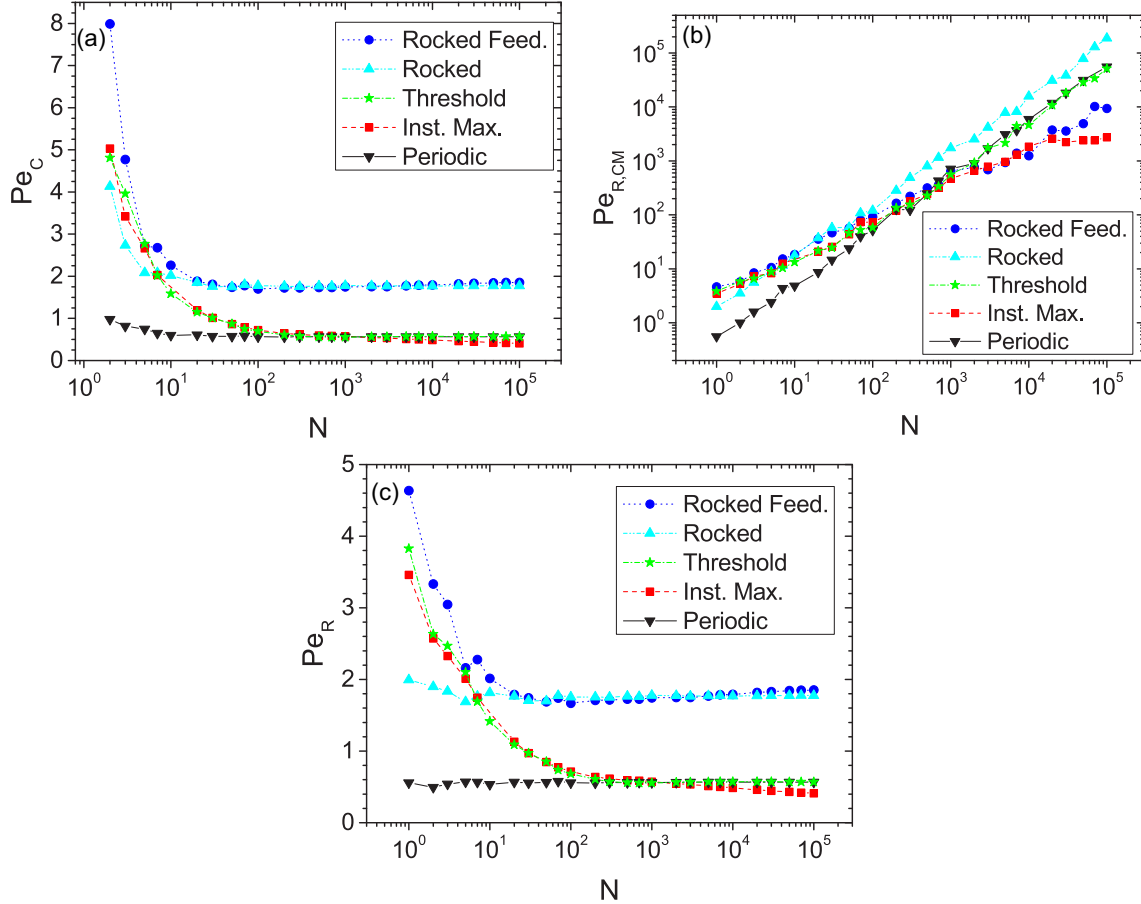 (a)
Rocked Feed.
Rocked
Threshold
Inst. Max.
Periodic
8
7
6
5
4
3
2
1
0
Pe_C
10^0 10^1 10^2 10^3 10^4 10^5
N
(b)
10^5
10^4
10^3
10^2
10^1
10^0
Pe_R,CM
Rocked Feed.
Rocked
Threshold
Inst. Max.
Periodic
10^0 10^1 10^2 10^3 10^4 10^5
N
(c)
Rocked Feed.
Rocked
Threshold
Inst. Max.
Periodic
5
4
3
2
1
0
Pe_R
10^0 10^1 10^2 10^3 10^4 10^5
N